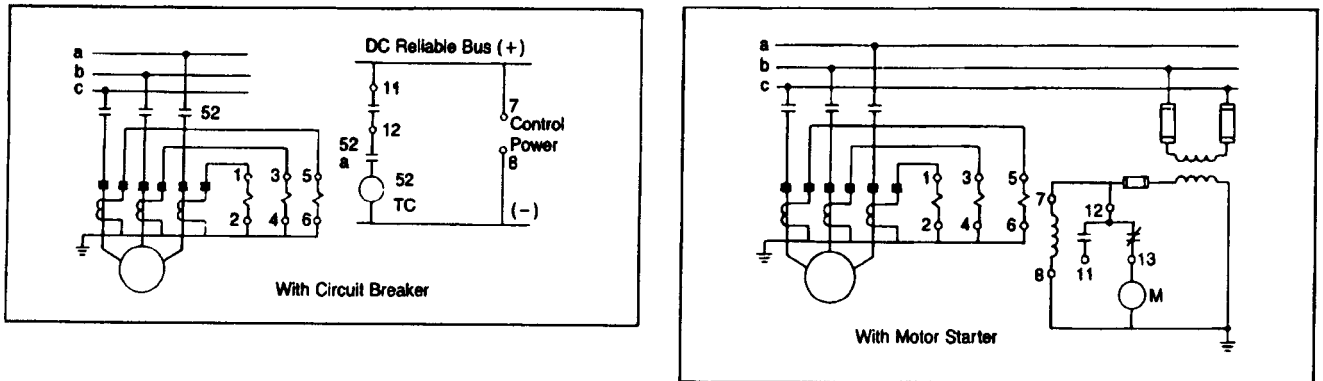 DC Reliable Bus (+)
a
b
c
52
11
12
52
a
52
TC
7
Control
Power
8
(-)
1
3
5
2
4
6
With Circuit Breaker
a
b
c
1
3
5
2
4
6
7
8
12
11
13
M
With Motor Starter